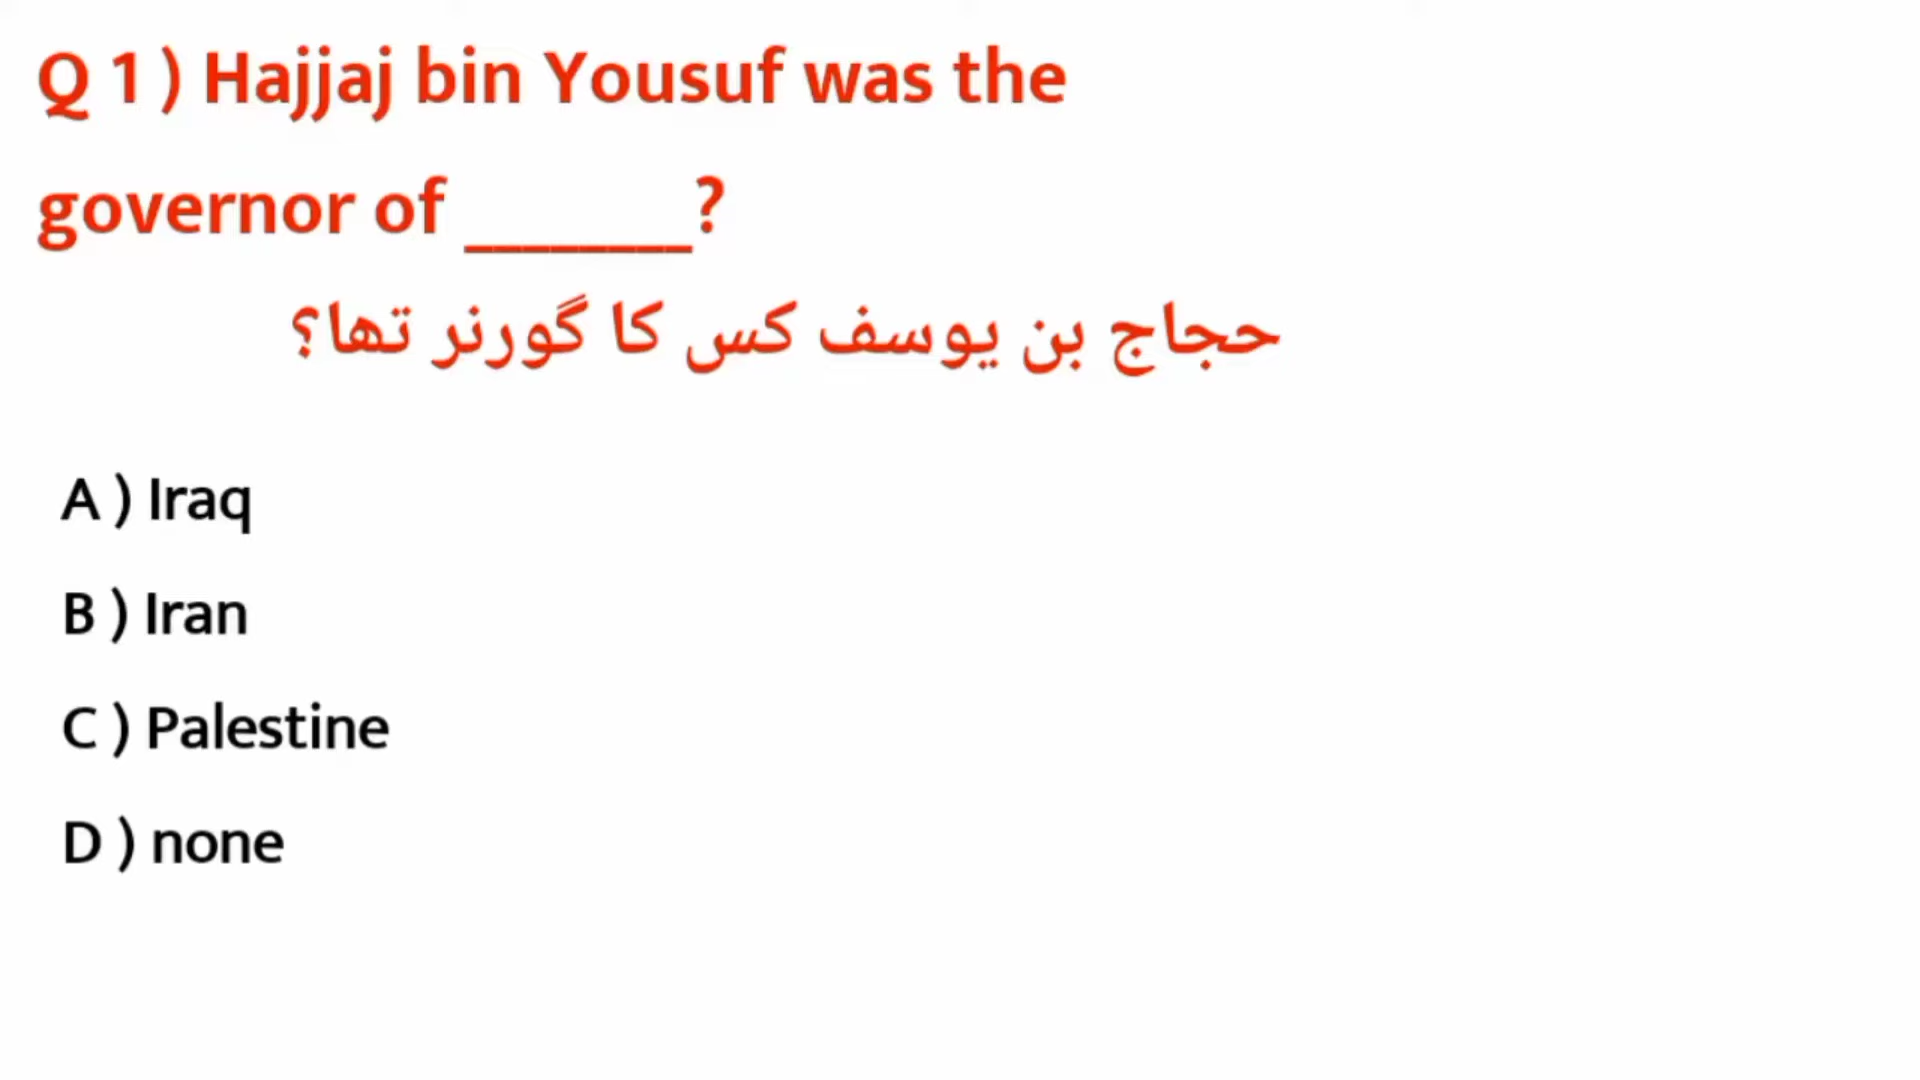 Q 1 ) Hajjaj bin Yousuf was the
governor of ________?
حجاج بن یوسف کس کا گورنر تھا؟
A ) Iraq
B ) Iran
C ) Palestine
D ) none